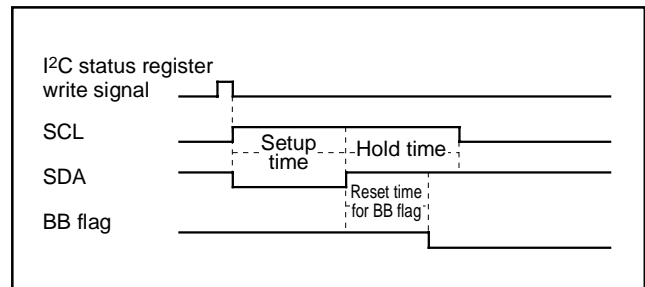 I²C status register
write signal
SCL
Setup
time
Hold time
SDA
Reset time
for BB flag
BB flag